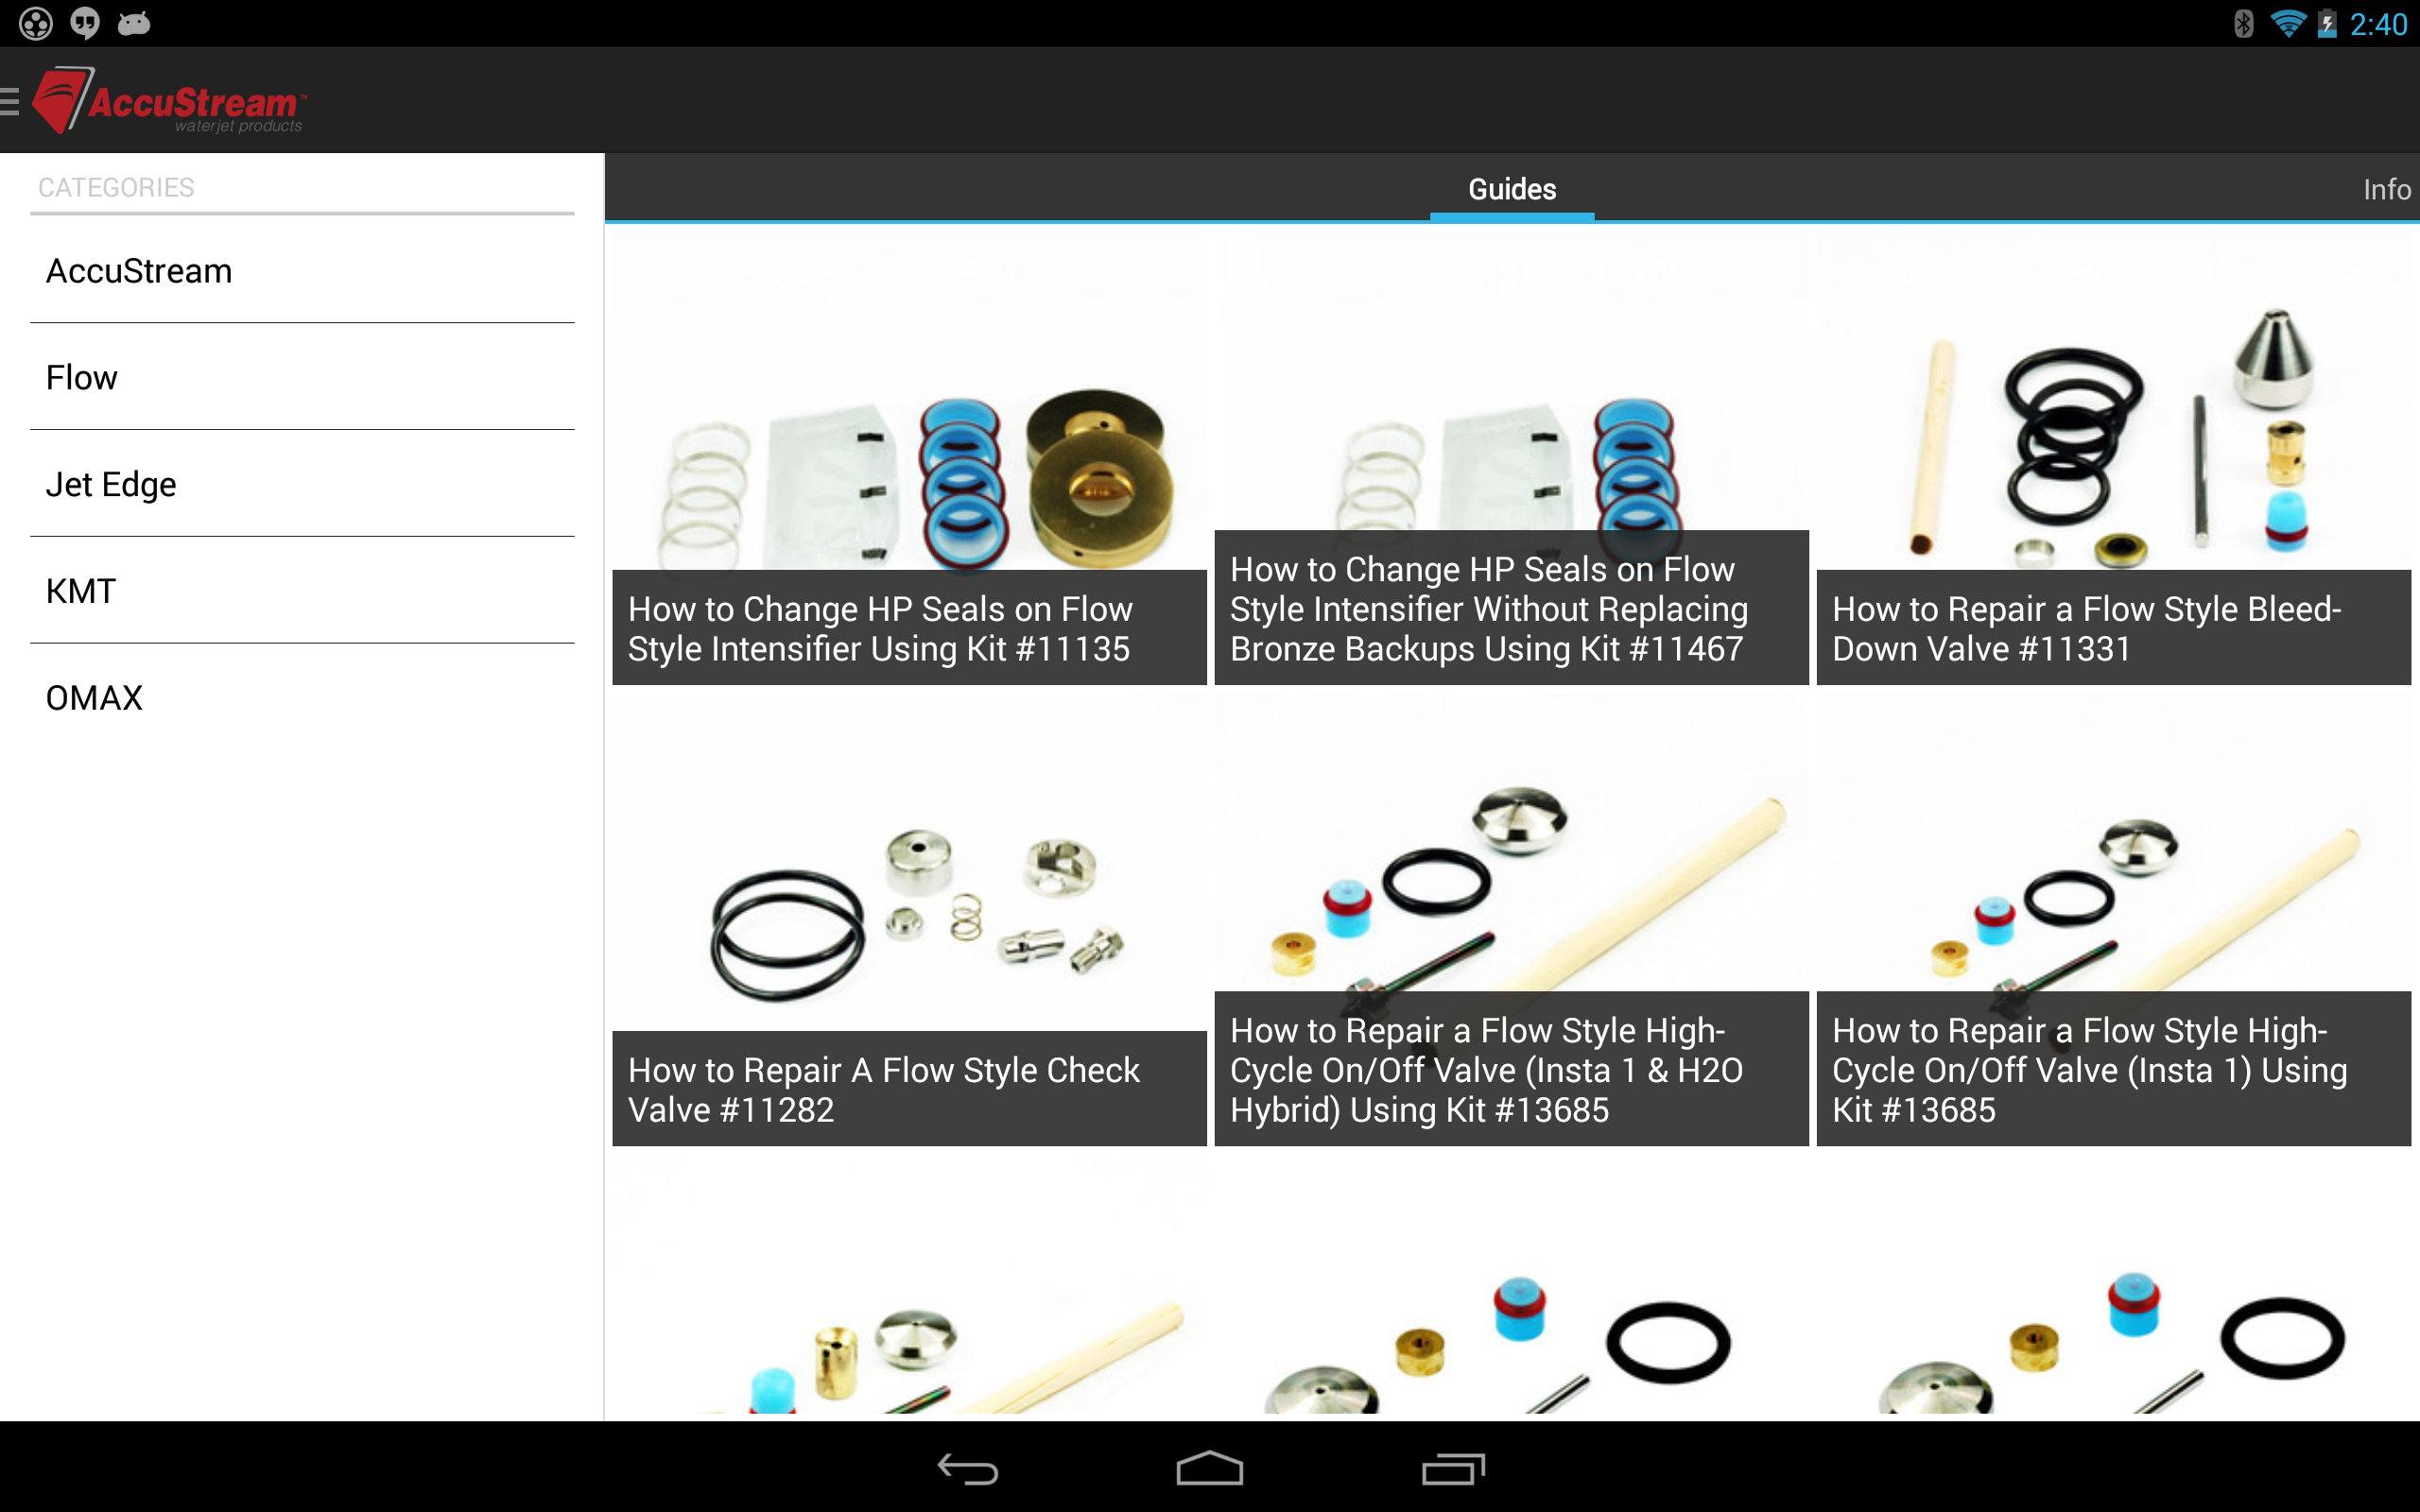 2:40
AccuStream™
waterjet products
CATEGORIES
AccuStream
Flow
Jet Edge
KMT
OMAX
Guides
Info
How to Change HP Seals on Flow
Style Intensifier Using Kit #11135
How to Change HP Seals on Flow
Style Intensifier Without Replacing
Bronze Backups Using Kit #11467
How to Repair a Flow Style Bleed-
Down Valve #11331
How to Repair A Flow Style Check
Valve #11282
How to Repair a Flow Style High-
Cycle On/Off Valve (Insta 1 & H2O
Hybrid) Using Kit #13685
How to Repair a Flow Style High-
Cycle On/Off Valve (Insta 1) Using
Kit #13685